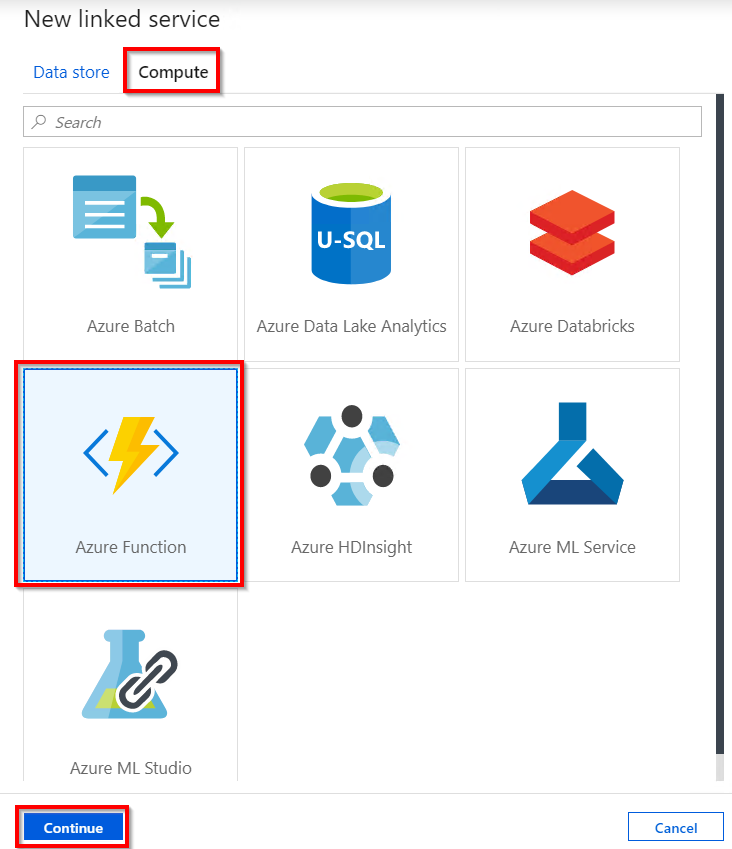 New linked service
Data store Compute
Search
Azure Batch
U-SQL
Azure Data Lake Analytics
Azure Databricks
Azure Function
Azure HDInsight
Azure ML Service
Azure ML Studio
Continue Cancel